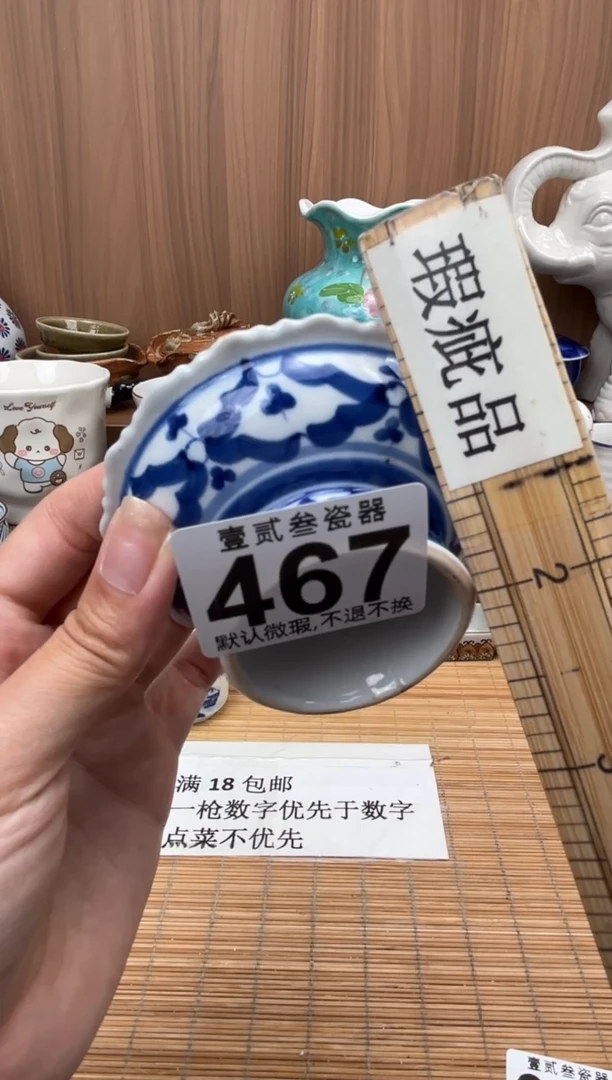 瑕疵品
Love Yourself
壹贰叁瓷器
467
默认微瑕,不退不换
2
3
满 18 包邮
一枪数字优先于数字
点菜不优先
壹贰叁瓷器